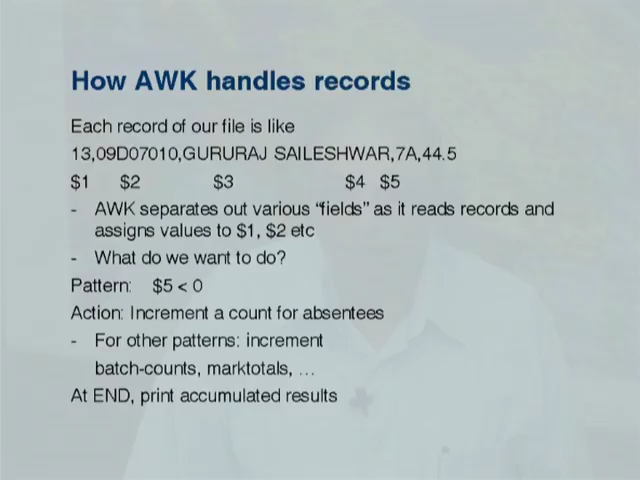 How AWK handles records
Each record of our file is like
13,09D07010,GURURAJ SAILESHWAR,7A,44.5
$1 $2 $3 $4 $5
- AWK separates out various "fields" as it reads records and
assigns values to $1, $2 etc
- What do we want to do?
Pattern: $5 < 0
Action: Increment a count for absentees
- For other patterns: increment
batch-counts, marktotals, ...
At END, print accumulated results